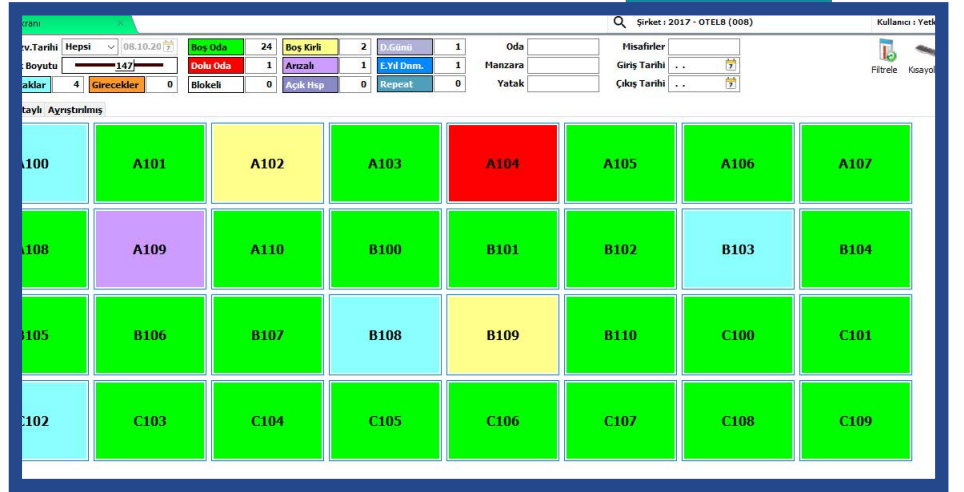 kranı × Şirket : 2017 - OTEL8 (008) Kullanıcı : Yetk
zv.Tarihi Hepsi 08.10.20 Boş Oda 24 Boş Kirli 2 D.Günü 1 Oda Misafirler
Boyutu 147 Dolu Oda 1 Arızalı 1 E.Yıl Dnm. 1 Manzara Giriş Tarihi . .
aklar 4 Girecekler 0 Blokeli 0 Açık Hsp 0 Repeat 0 Yatak Çıkış Tarihi . .
Filtrele Kısayol
taylı Ayrıştırılmış
A100 A101 A102 A103 A104 A105 A106 A107
A108 A109 A110 B100 B101 B102 B103 B104
B105 B106 B107 B108 B109 B110 C100 C101
C102 C103 C104 C105 C106 C107 C108 C109